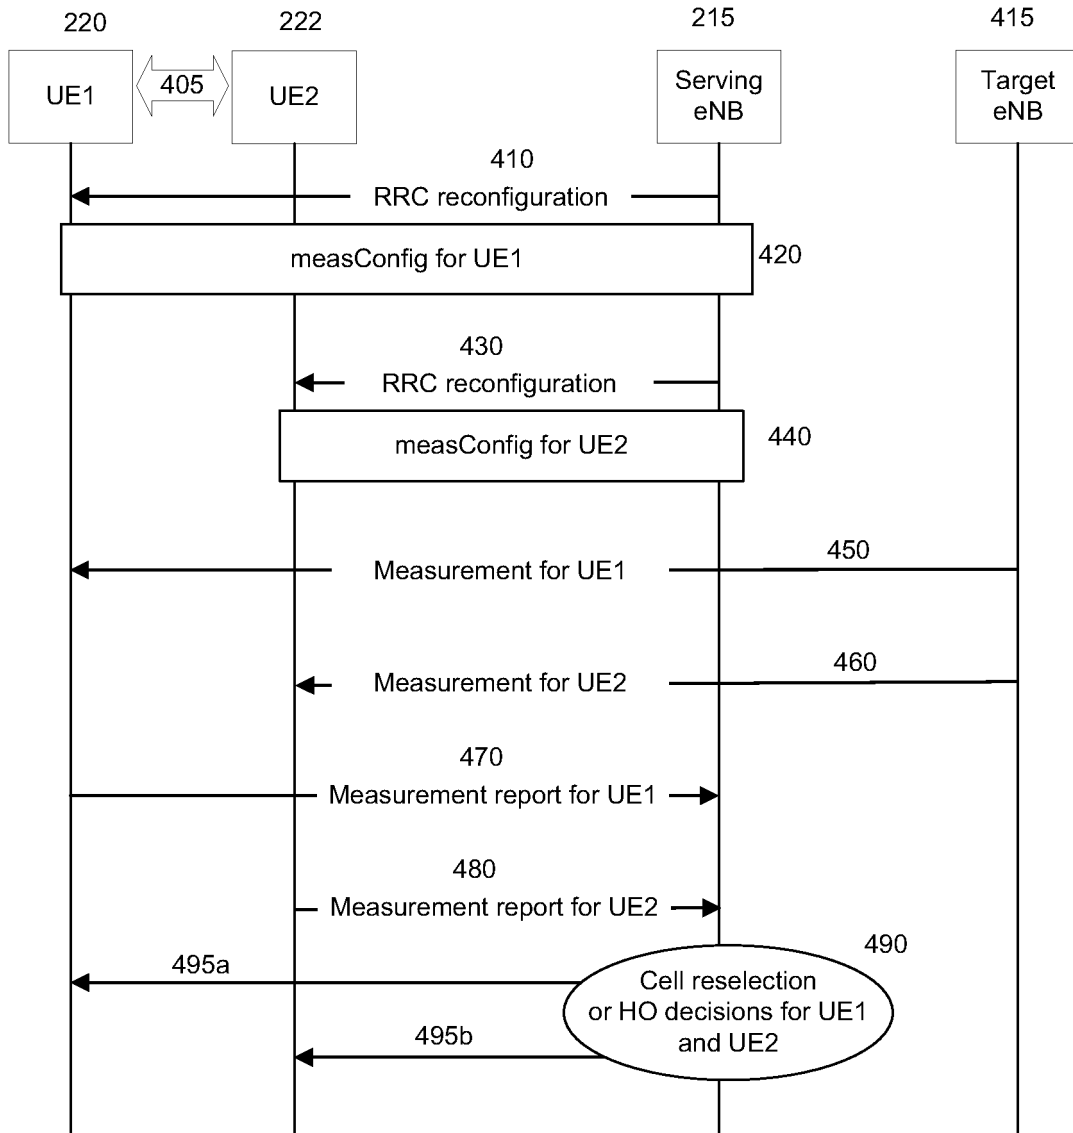 220
222
215
415
UE1
405
UE2
Serving
eNB
Target
eNB
410
RRC reconfiguration
measConfig for UE1
420
430
RRC reconfiguration
measConfig for UE2
440
450
Measurement for UE1
460
Measurement for UE2
470
Measurement report for UE1
480
Measurement report for UE2
490
495a
Cell reselection
or HO decisions for UE1
and UE2
495b